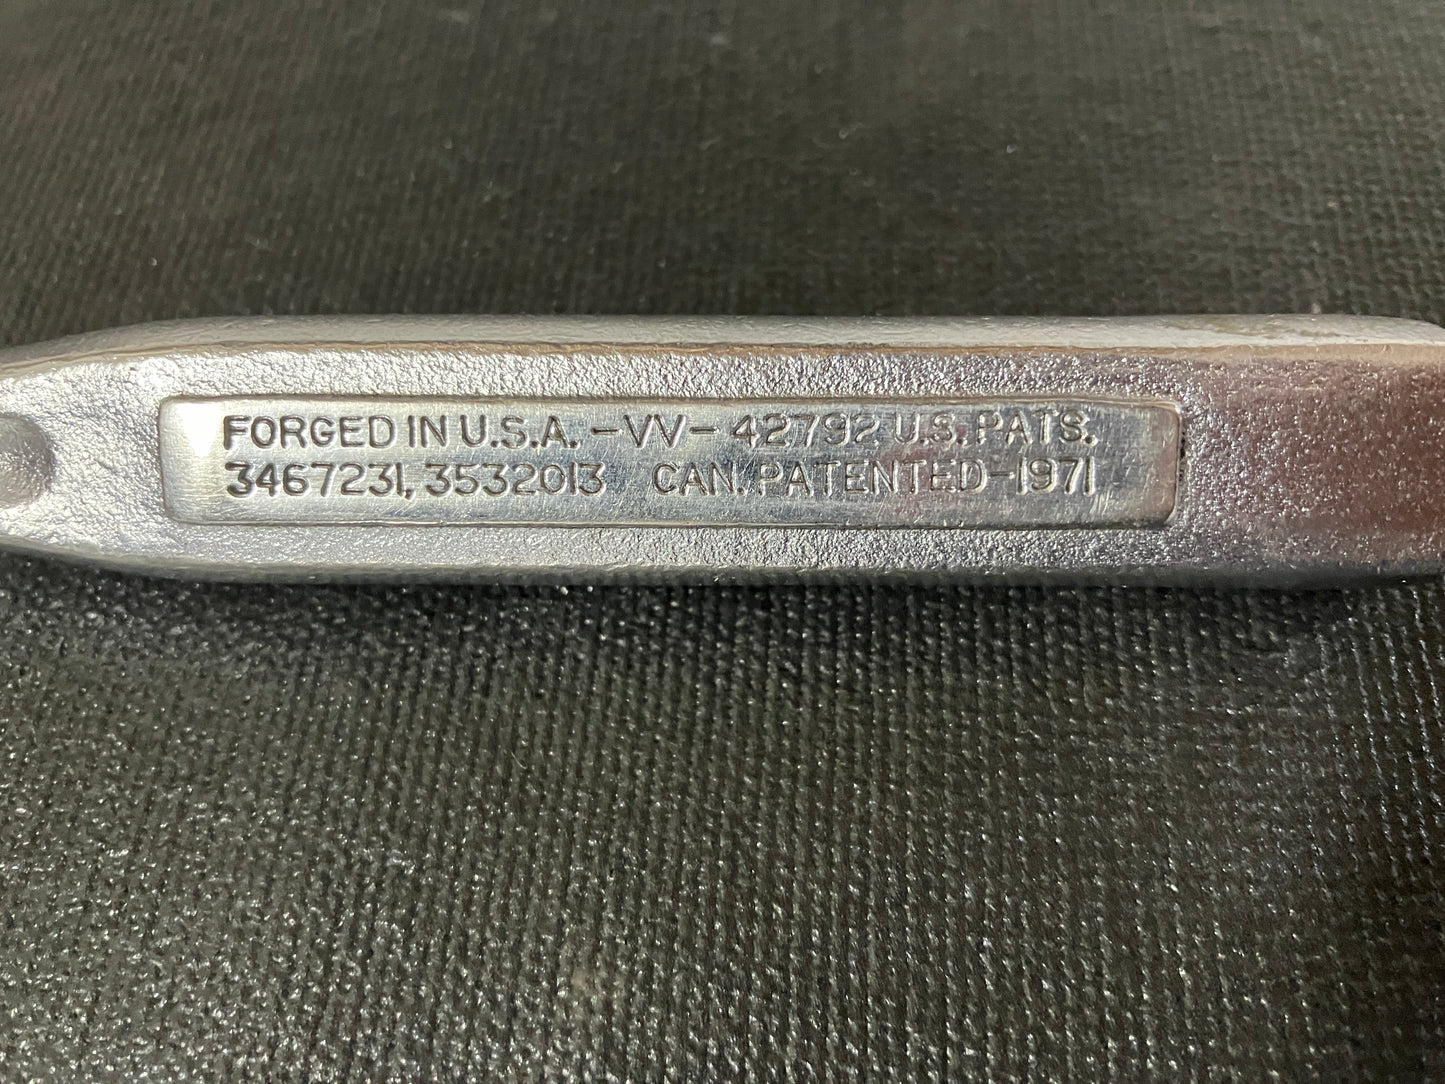 FORGED IN U.S.A. -VV- 42792 U.S. PATS.
3467231, 3532013 CAN. PATENTED-1971